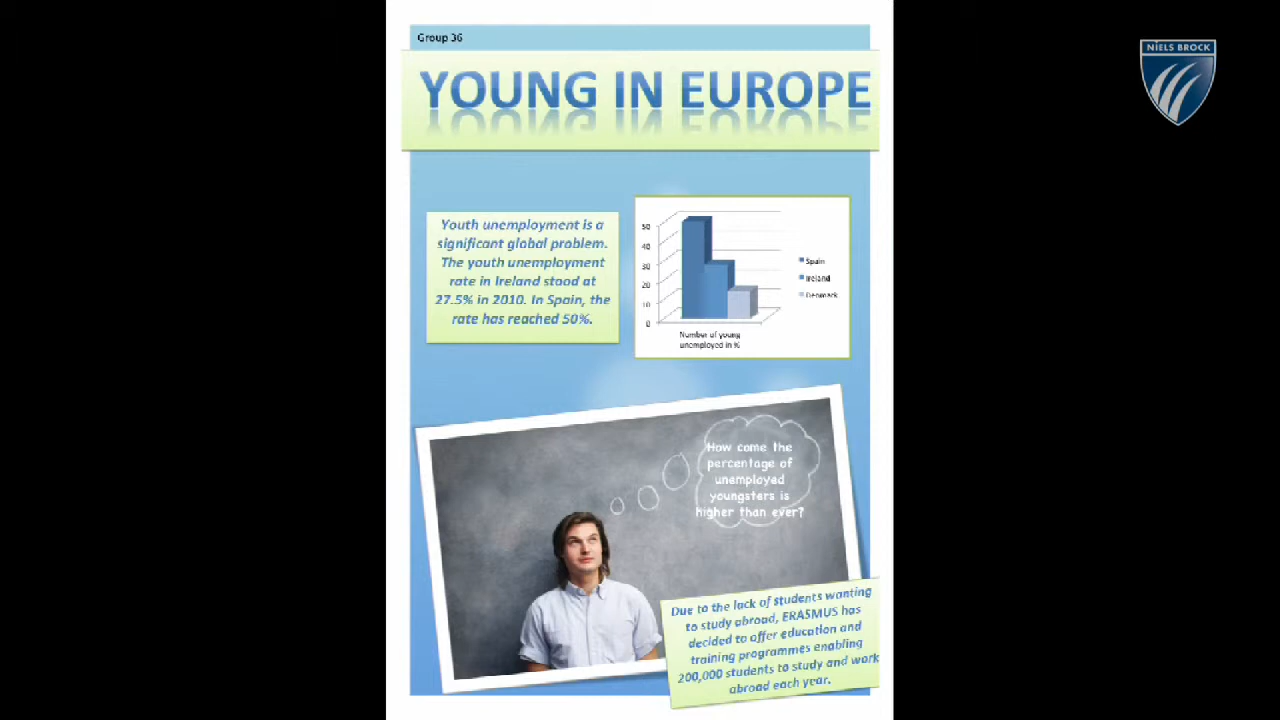 Group 36
NIELS BROCK
YOUNG IN EUROPE
Youth unemployment is a
significant global problem.
The youth unemployment
rate in Ireland stood at
27.5% in 2010. In Spain, the
rate has reached 50%.
50
40
30
20
10
0
Spain
Ireland
Denmark
Number of young
unemployed in %
How come the
percentage of
unemployed
youngsters is
higher than ever?
Due to the lack of students wanting
to study abroad, ERASMUS has
decided to offer education and
training programmes enabling
200,000 students to study and work
abroad each year.